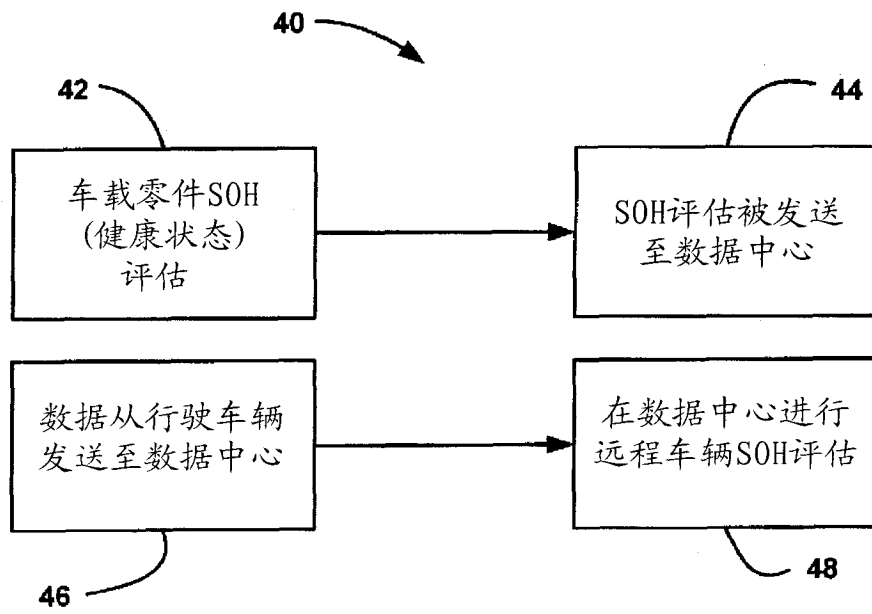 40
42
44
车载零件SOH
(健康状态)
评估
SOH评估被发送
至数据中心
数据从行驶车辆
发送至数据中心
在数据中心进行
远程车辆SOH评估
46
48